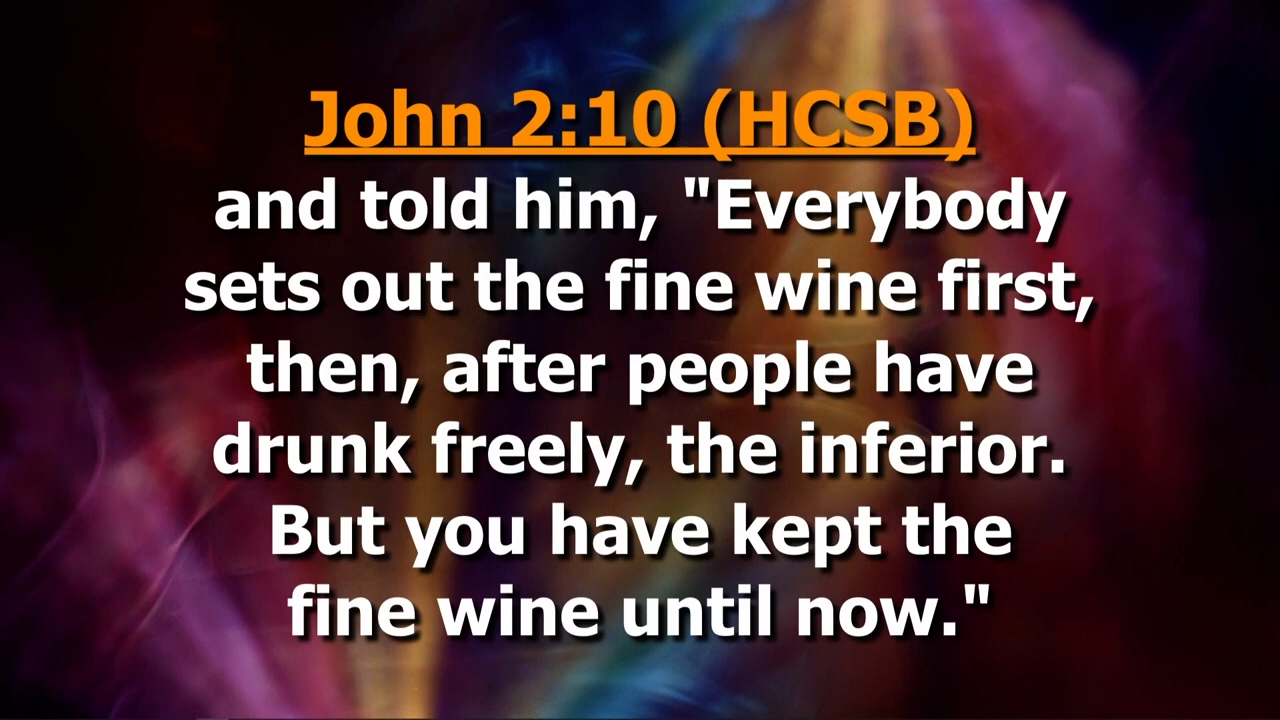 John 2:10 (HCSB)
and told him, "Everybody
sets out the fine wine first,
then, after people have
drunk freely, the inferior.
But you have kept the
fine wine until now."